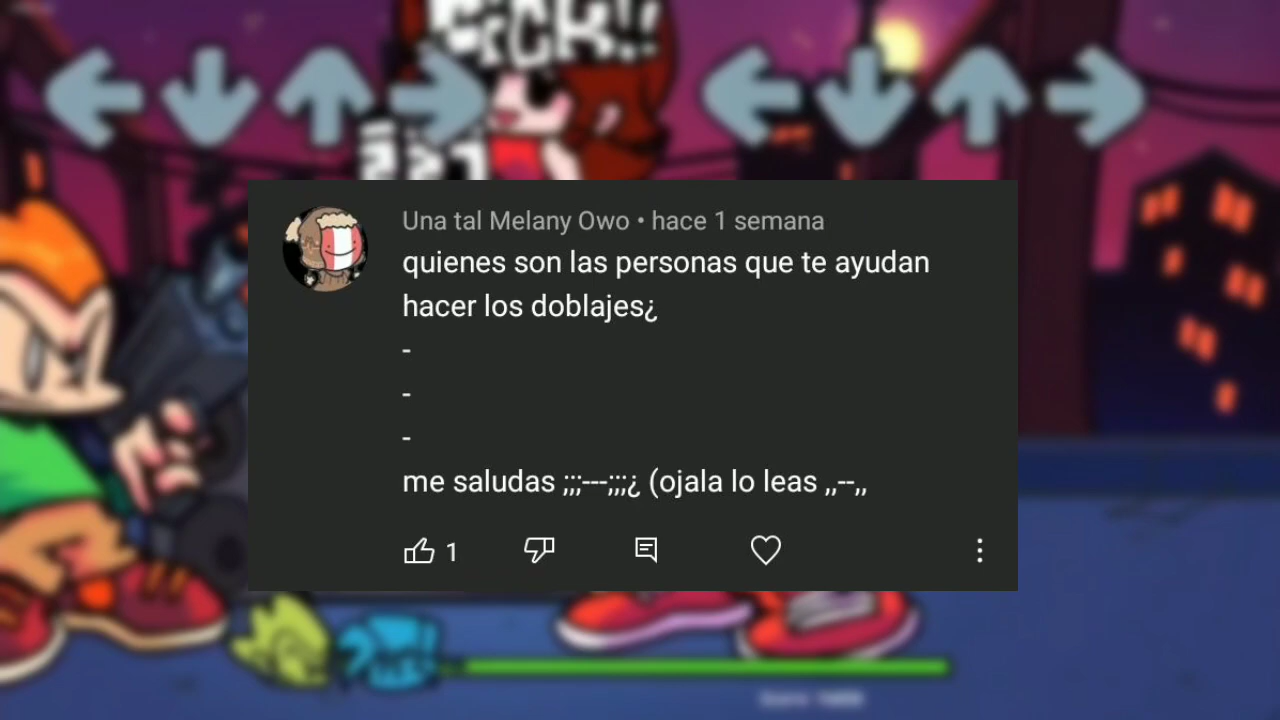 Una tal Melany Owo • hace 1 semana
quienes son las personas que te ayudan
hacer los doblajes¿
-
-
-
me saludas ;;;---;;;¿ (ojala lo leas ,,--,,
1